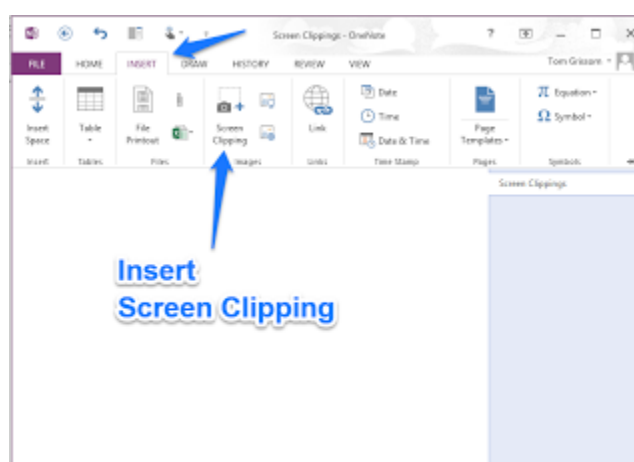 Screen Clippings - OneNote
?
FILE HOME INSERT DRAW HISTORY REVIEW VIEW
Tom Grissom
Insert Space
Table
File Printout
Screen Clipping
Link
Date
Time
Date & Time
Page Templates
π Equation
Ω Symbol
Insert Tables Files Images Links Time Stamp Pages Symbols
Screen Clippings
Insert
Screen Clipping